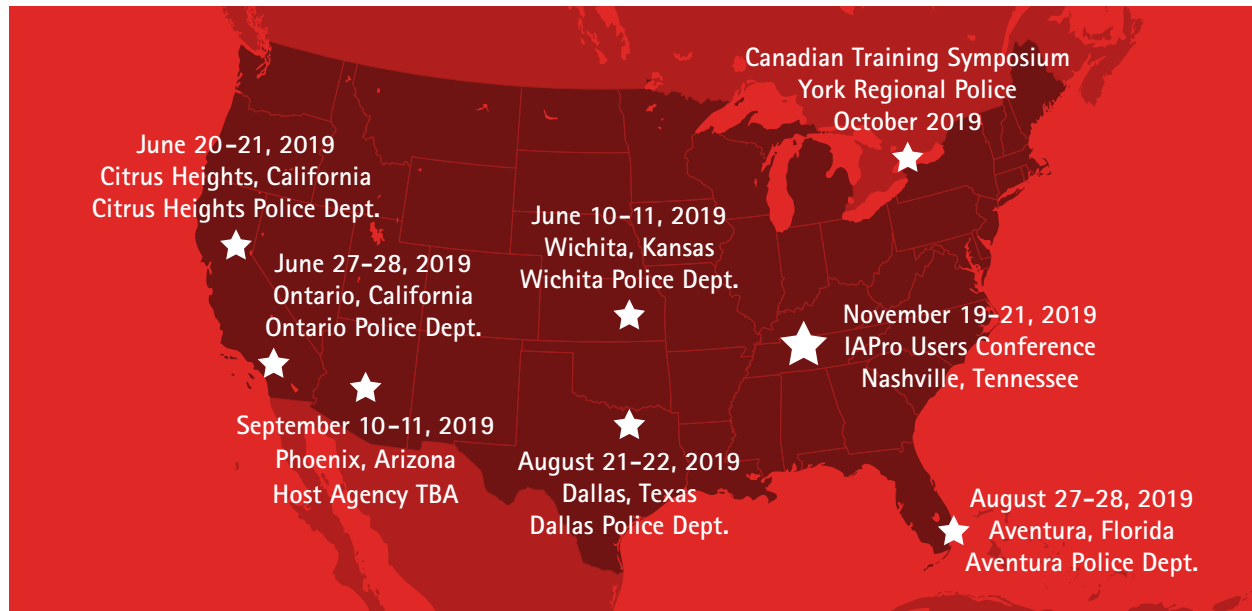 Canadian Training Symposium
York Regional Police
October 2019
June 20-21, 2019
Citrus Heights, California
Citrus Heights Police Dept.
June 10-11, 2019
Wichita, Kansas
Wichita Police Dept.
June 27-28, 2019
Ontario, California
Ontario Police Dept.
November 19-21, 2019
IAPro Users Conference
Nashville, Tennessee
September 10-11, 2019
Phoenix, Arizona
Host Agency TBA
August 21-22, 2019
Dallas, Texas
Dallas Police Dept.
August 27-28, 2019
Aventura, Florida
Aventura Police Dept.